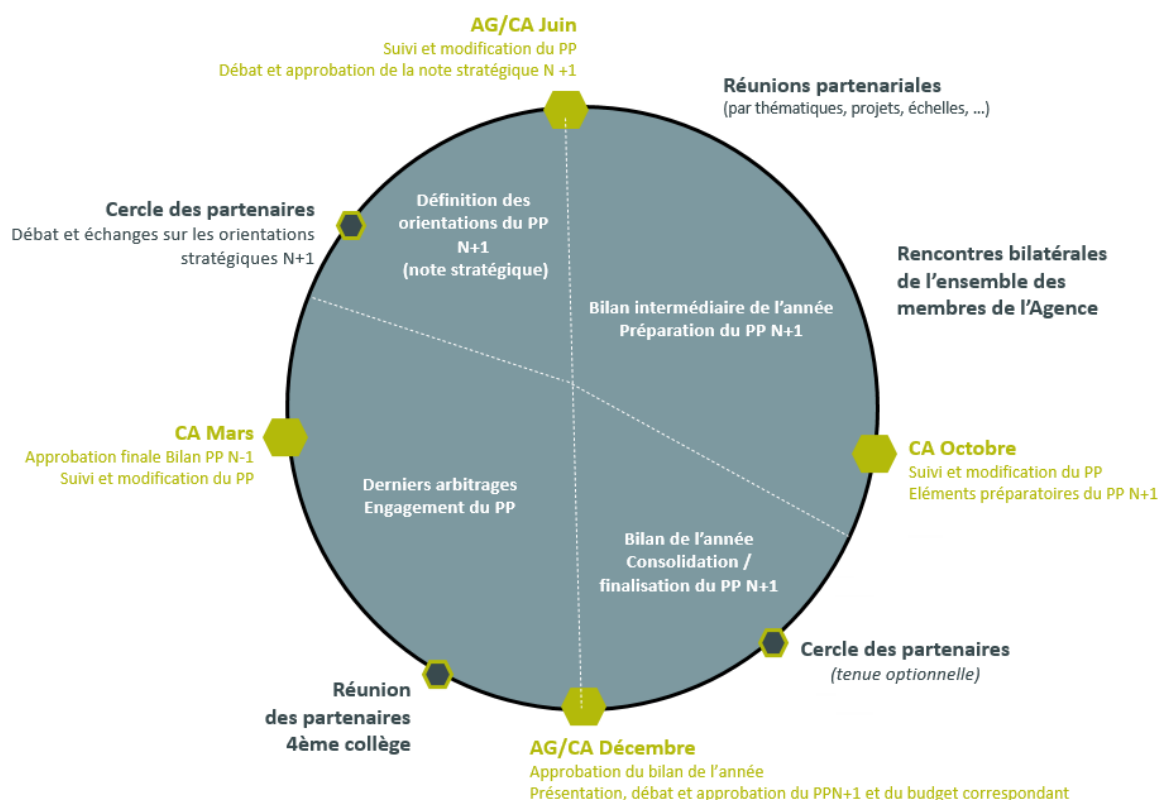 AG/CA Juin
Suivi et modification du PP
Débat et approbation de la note stratégique N +1
Réunions partenariales
(par thématiques, projets, échelles, ...)
Cercle des partenaires
Débat et échanges sur les orientations
stratégiques N+1
Définition des
orientations du PP
N+1
(note stratégique)
Rencontres bilatérales
de l'ensemble des
membres de l'Agence
Bilan intermédiaire de l'année
Préparation du PP N+1
CA Mars
Approbation finale Bilan PP N-1
Suivi et modification du PP
CA Octobre
Suivi et modification du PP
Eléments préparatoires du PP N+1
Derniers arbitrages
Engagement du PP
Bilan de l'année
Consolidation /
finalisation du PP N+1
Cercle des partenaires
(tenue optionnelle)
Réunion
des partenaires
4ème collège
AG/CA Décembre
Approbation du bilan de l'année
Présentation, débat et approbation du PPN+1 et du budget correspondant